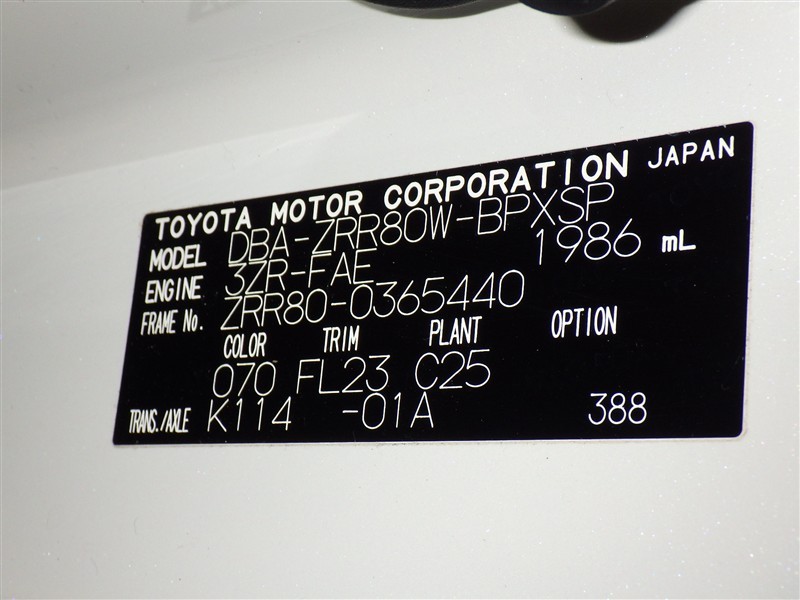 TOYOTA MOTOR CORPORATION JAPAN
MODEL DBA-ZRR80W-BPXSP
ENGINE 3ZR-FAE 1986 mL
FRAME No. ZRR80-0365440
COLOR TRIM PLANT OPTION
070 FL23 C25
TRANS./AXLE K114 -01A 388